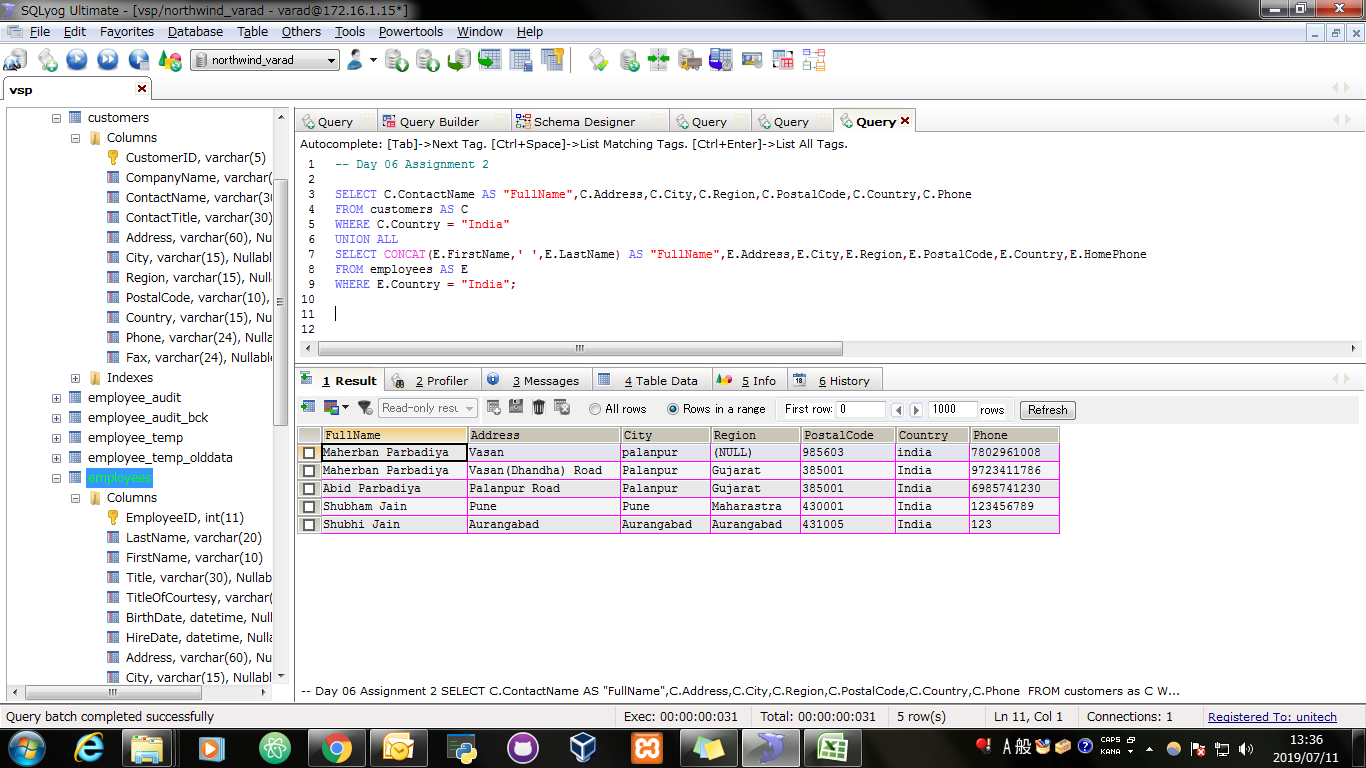 SQLyog Ultimate - [vsp/northwind_varad - varad@172.16.1.15*]
File Edit Favorites Database Table Others Tools Powertools Window Help
northwind_varad
vsp
customers
Columns
CustomerID, varchar(5)
CompanyName, varchar(
ContactName, varchar(3
ContactTitle, varchar(30)
Address, varchar(60), Nu
City, varchar(15), Nullabl
Region, varchar(15), Nul
PostalCode, varchar(10),
Country, varchar(15), Nu
Phone, varchar(24), Nulla
Fax, varchar(24), Nullabl
Indexes
employee_audit
employee_audit_bck
employee_temp
employee_temp_olddata
employees
Columns
EmployeeID, int(11)
LastName, varchar(20)
FirstName, varchar(10)
Title, varchar(30), Nullab
TitleOfCourtesy, varchar(
BirthDate, datetime, Null
HireDate, datetime, Nulla
Address, varchar(60), Nu
City, varchar(15), Nullabl
Query Query Builder Schema Designer Query Query Query
Autocomplete: [Tab]->Next Tag. [Ctrl+Space]->List Matching Tags. [Ctrl+Enter]->List All Tags.
1 -- Day 06 Assignment 2
2
3 SELECT C.ContactName AS "FullName",C.Address,C.City,C.Region,C.PostalCode,C.Country,C.Phone
4 FROM customers AS C
5 WHERE C.Country = "India"
6 UNION ALL
7 SELECT CONCAT(E.FirstName,' ',E.LastName) AS "FullName",E.Address,E.City,E.Region,E.PostalCode,E.Country,E.HomePhone
8 FROM employees AS E
9 WHERE E.Country = "India";
10
11
12
1 Result 2 Profiler 3 Messages 4 Table Data 5 Info 6 History
Read-only resu All rows Rows in a range First row: 0 1000 rows Refresh
FullName Address City Region PostalCode Country Phone
Maherban Parbadiya Vasan palanpur (NULL) 985603 india 7802961008
Maherban Parbadiya Vasan(Dhandha) Road Palanpur Gujarat 385001 India 9723411786
Abid Parbadiya Palanpur Road Palanpur Gujarat 385001 India 6985741230
Shubham Jain Pune Pune Maharastra 430001 India 123456789
Shubhi Jain Aurangabad Aurangabad Aurangabad 431005 India 123
-- Day 06 Assignment 2 SELECT C.ContactName AS "FullName",C.Address,C.City,C.Region,C.PostalCode,C.Country,C.Phone FROM customers as C W...
Query batch completed successfully Exec: 00:00:00:031 Total: 00:00:00:031 5 row(s) Ln 11, Col 1 Connections: 1 Registered To: unitech
A 般 CAPS KANA 13:36
2019/07/11